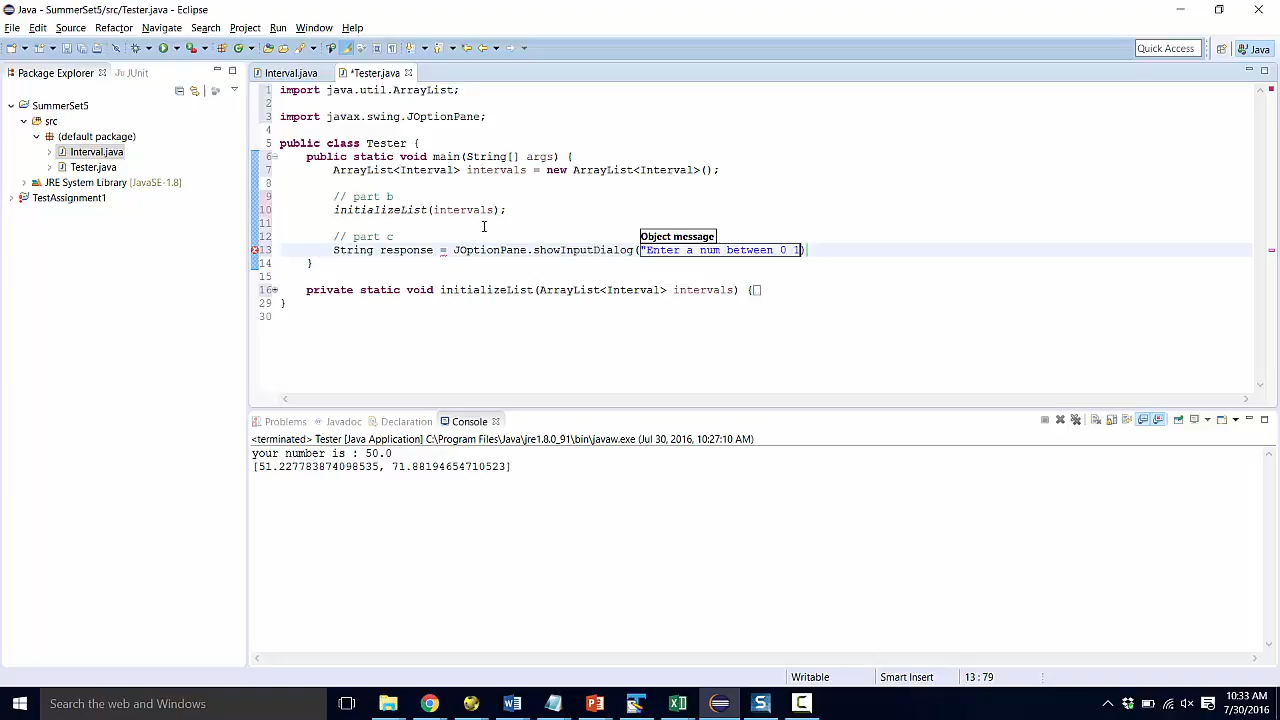 Java - SummerSet5/src/Tester.java - Eclipse
File Edit Source Refactor Navigate Search Project Run Window Help
Quick Access
Java
Package Explorer
JUnit
Interval.java
*Tester.java
SummerSet5
src
(default package)
Interval.java
Tester.java
JRE System Library [JavaSE-1.8]
TestAssignment1
1 import java.util.ArrayList;
2
3 import javax.swing.JOptionPane;
4
5 public class Tester {
6 public static void main(String[] args) {
7 ArrayList<Interval> intervals = new ArrayList<Interval>();
8
9 // part b
10 initializeList(intervals);
11
12 // part c
Object message
13 String response = JOptionPane.showInputDialog("Enter a num between 0 1)
14 }
15
16 private static void initializeList(ArrayList<Interval> intervals) {
29 }
30
Problems Javadoc Declaration Console
<terminated> Tester [Java Application] C:\Program Files\Java\jre1.8.0_91\bin\javaw.exe (Jul 30, 2016, 10:27:10 AM)
your number is : 50.0
[51.227783874098535, 71.88194654710523]
Writable
Smart Insert
13 : 79
Search the web and Windows
10:33 AM
7/30/2016